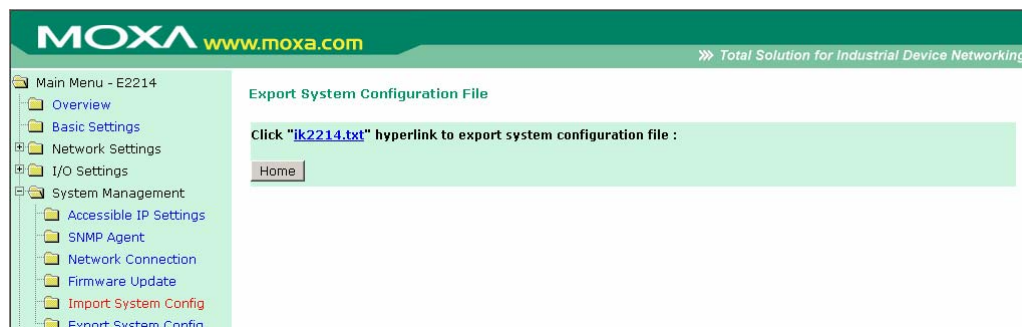 MOXA www.moxa.com
Total Solution for Industrial Device Networking
Main Menu - E2214
Overview
Basic Settings
Network Settings
I/O Settings
System Management
Accessible IP Settings
SNMP Agent
Network Connection
Firmware Update
Import System Config
Export System Config
Export System Configuration File
Click "ik2214.txt" hyperlink to export system configuration file :
Home